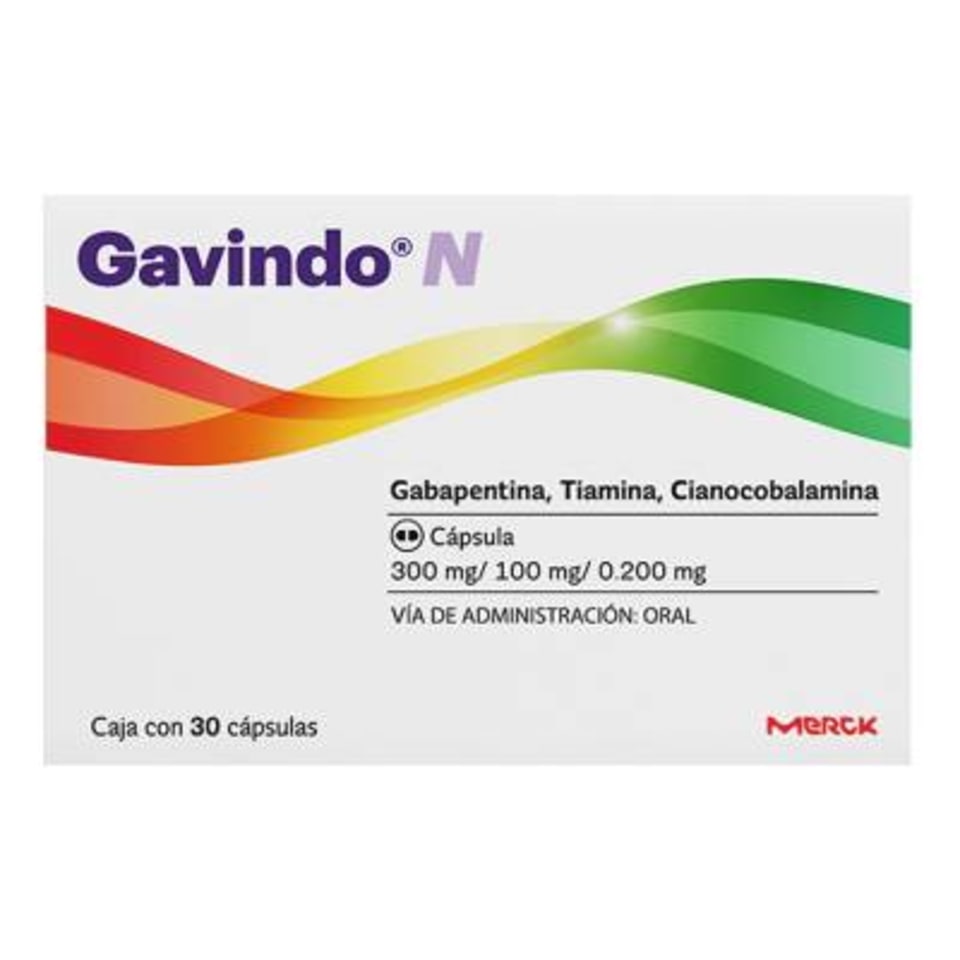 Gavindo® N
Gabapentina, Tiamina, Cianocobalamina
Cápsula
300 mg/ 100 mg/ 0.200 mg
VÍA DE ADMINISTRACIÓN: ORAL
Caja con 30 cápsulas
MERCK